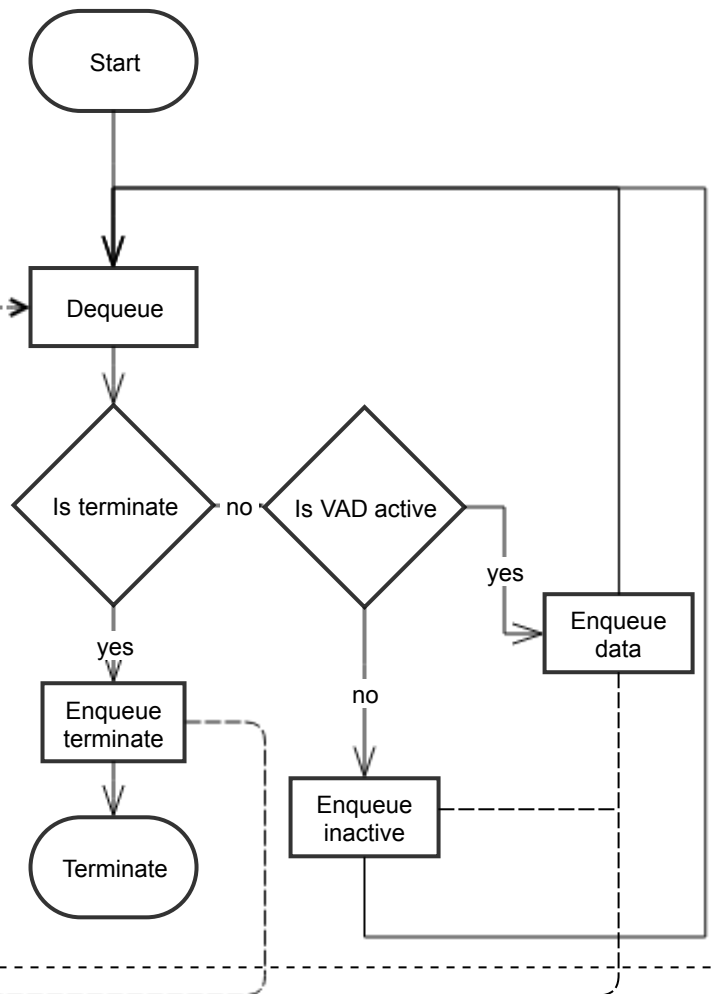 Start
Dequeue
Is terminate
no
Is VAD active
yes
Enqueue
data
yes
no
Enqueue
terminate
Enqueue
inactive
Terminate